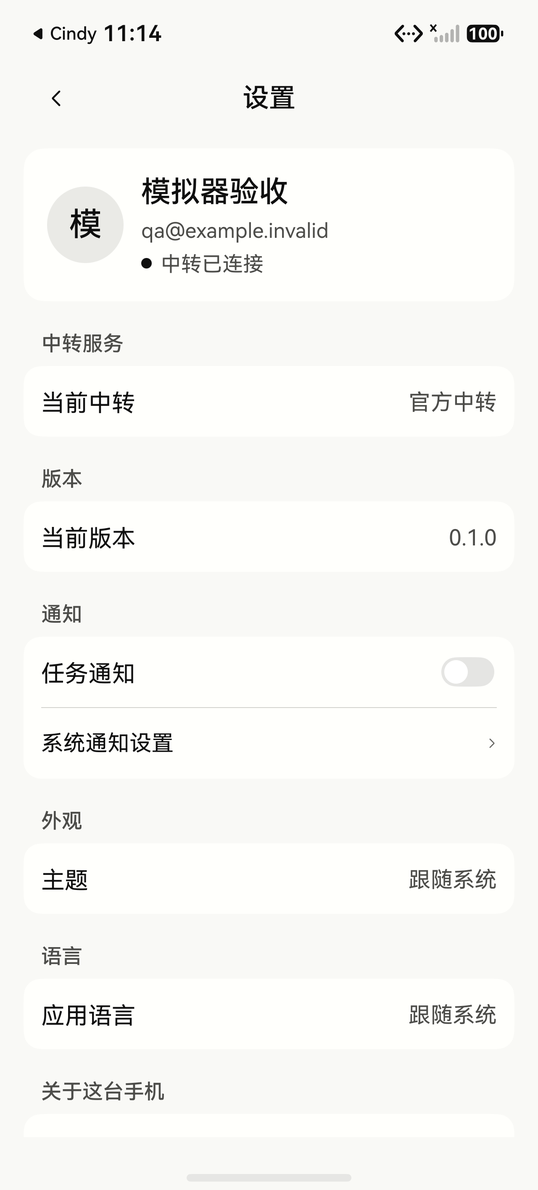 Cindy 11:14
100
设置
模
模拟器验收
qa@example.invalid
中转已连接
中转服务
当前中转 官方中转
版本
当前版本 0.1.0
通知
任务通知
系统通知设置
外观
主题 跟随系统
语言
应用语言 跟随系统
关于这台手机